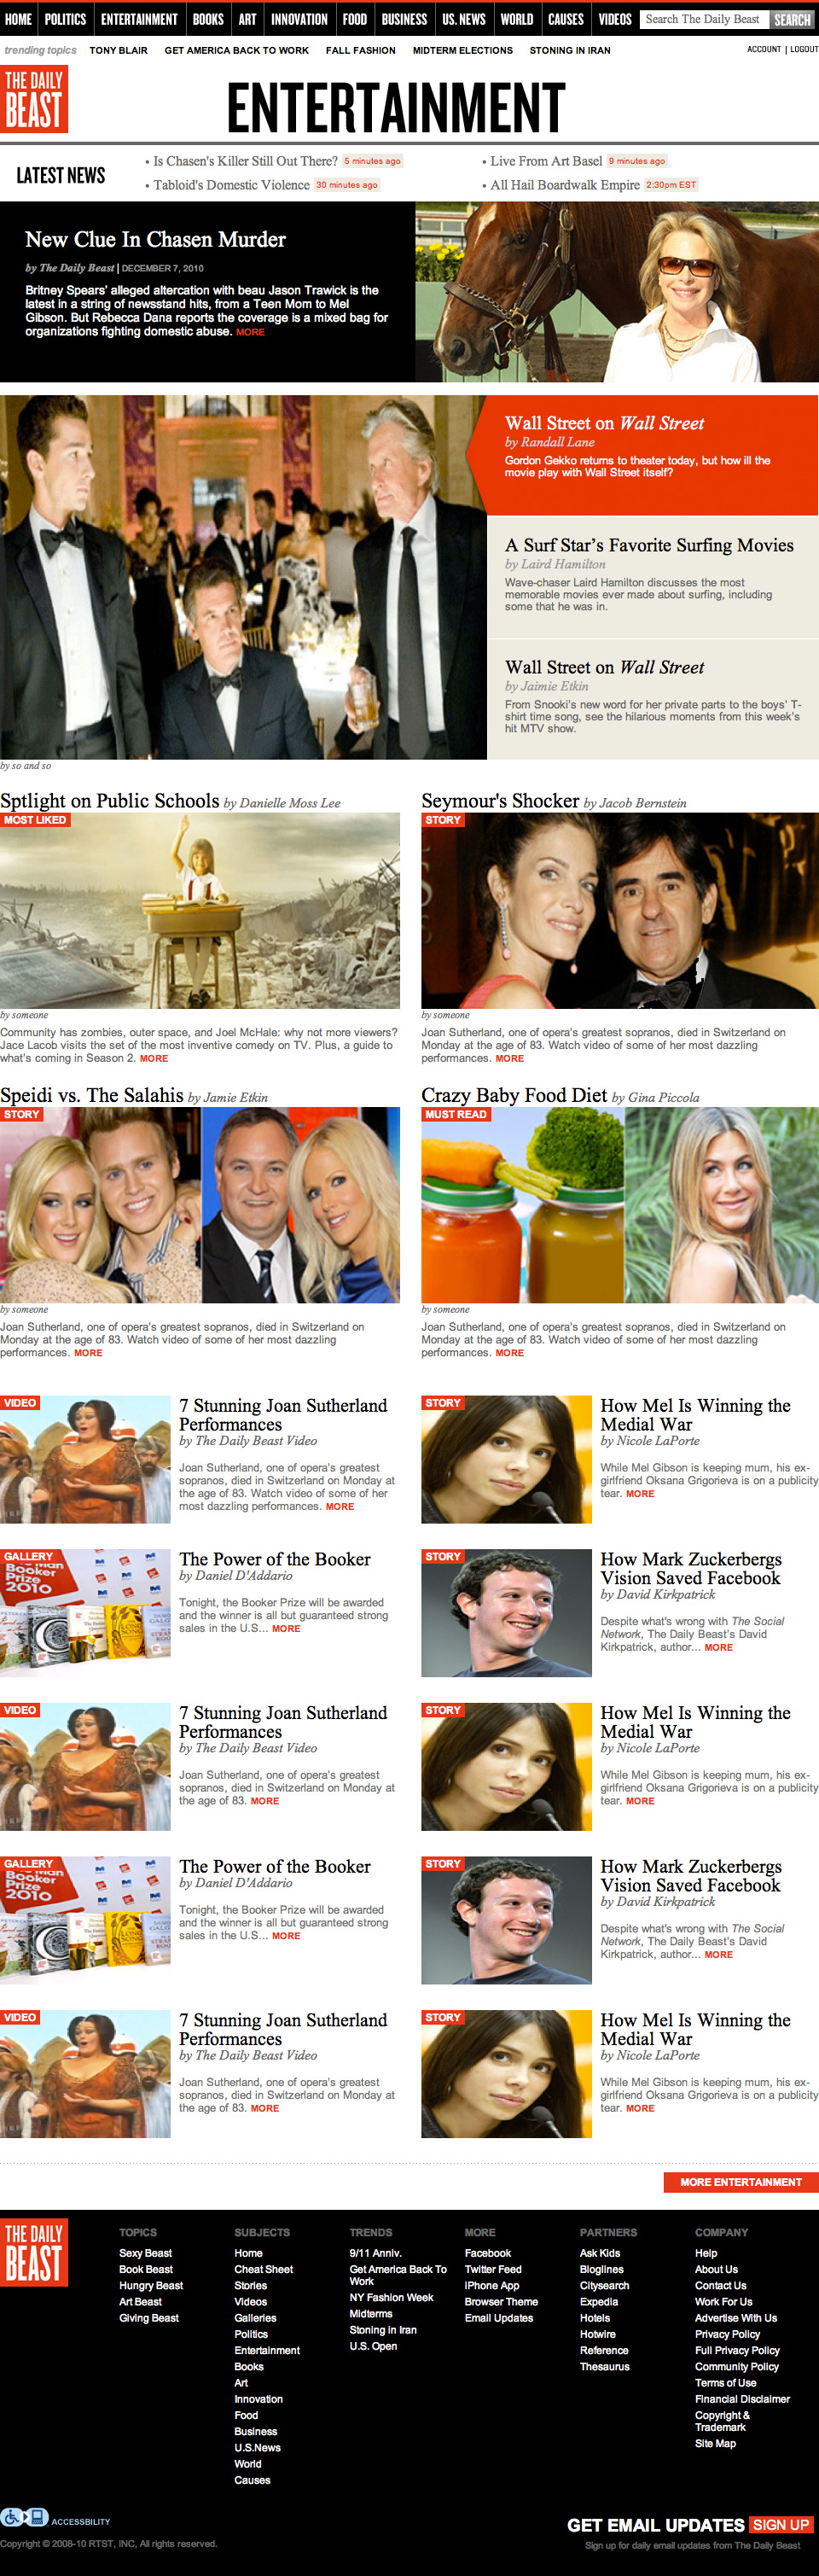 HOME POLITICS ENTERTAINMENT BOOKS ART INNOVATION FOOD BUSINESS US. NEWS WORLD CAUSES VIDEOS Search The Daily Beast SEARCH
trending topics TONY BLAIR GET AMERICA BACK TO WORK FALL FASHION MIDTERM ELECTIONS STONING IN IRAN ACCOUNT | LOGOUT
THE DAILY
BEAST
ENTERTAINMENT
LATEST NEWS
• Is Chasen's Killer Still Out There? 5 minutes ago
• Live From Art Basel 9 minutes ago
• Tabloid's Domestic Violence 30 minutes ago
• All Hail Boardwalk Empire 2:30pm EST
New Clue In Chasen Murder
by The Daily Beast | DECEMBER 7, 2010
Britney Spears' alleged altercation with beau Jason Trawick is the
latest in a string of newsstand hits, from a Teen Mom to Mel
Gibson. But Rebecca Dana reports the coverage is a mixed bag for
organizations fighting domestic abuse. MORE
Wall Street on Wall Street
by Randall Lane
Gordon Gekko returns to theater today, but how ill the
movie play with Wall Street itself?
A Surf Star's Favorite Surfing Movies
by Laird Hamilton
Wave-chaser Laird Hamilton discusses the most
memorable movies ever made about surfing, including
some that he was in.
Wall Street on Wall Street
by Jaimie Etkin
From Snooki's new word for her private parts to the boys' T-
shirt time song, see the hilarious moments from this week's
hit MTV show.
by so and so
Sptlight on Public Schools by Danielle Moss Lee
MOST LIKED
by someone
Community has zombies, outer space, and Joel McHale: why not more viewers?
Jace Lacob visits the set of the most inventive comedy on TV. Plus, a guide to
what's coming in Season 2. MORE
Seymour's Shocker by Jacob Bernstein
STORY
by someone
Joan Sutherland, one of opera's greatest sopranos, died in Switzerland on
Monday at the age of 83. Watch video of some of her most dazzling
performances. MORE
Speidi vs. The Salahis by Jamie Etkin
STORY
by someone
Joan Sutherland, one of opera's greatest sopranos, died in Switzerland on
Monday at the age of 83. Watch video of some of her most dazzling
performances. MORE
Crazy Baby Food Diet by Gina Piccola
MUST READ
by someone
Joan Sutherland, one of opera's greatest sopranos, died in Switzerland on
Monday at the age of 83. Watch video of some of her most dazzling
performances. MORE
VIDEO
7 Stunning Joan Sutherland
Performances
by The Daily Beast Video
Joan Sutherland, one of opera's greatest
sopranos, died in Switzerland on Monday at
the age of 83. Watch video of some of her
most dazzling performances. MORE
STORY
How Mel Is Winning the
Medial War
by Nicole LaPorte
While Mel Gibson is keeping mum, his ex-
girlfriend Oksana Grigorieva is on a publicity
tear. MORE
GALLERY
Booker
Prize
2010
The Power of the Booker
by Daniel D'Addario
Tonight, the Booker Prize will be awarded
and the winner is all but guaranteed strong
sales in the U.S... MORE
STORY
How Mark Zuckerbergs
Vision Saved Facebook
by David Kirkpatrick
Despite what's wrong with The Social
Network, The Daily Beast's David
Kirkpatrick, author... MORE
VIDEO
7 Stunning Joan Sutherland
Performances
by The Daily Beast Video
Joan Sutherland, one of opera's greatest
sopranos, died in Switzerland on Monday at
the age of 83. MORE
STORY
How Mel Is Winning the
Medial War
by Nicole LaPorte
While Mel Gibson is keeping mum, his ex-
girlfriend Oksana Grigorieva is on a publicity
tear. MORE
GALLERY
Booker
Prize
2010
The Power of the Booker
by Daniel D'Addario
Tonight, the Booker Prize will be awarded
and the winner is all but guaranteed strong
sales in the U.S... MORE
STORY
How Mark Zuckerbergs
Vision Saved Facebook
by David Kirkpatrick
Despite what's wrong with The Social
Network, The Daily Beast's David
Kirkpatrick, author... MORE
VIDEO
7 Stunning Joan Sutherland
Performances
by The Daily Beast Video
Joan Sutherland, one of opera's greatest
sopranos, died in Switzerland on Monday at
the age of 83. MORE
STORY
How Mel Is Winning the
Medial War
by Nicole LaPorte
While Mel Gibson is keeping mum, his ex-
girlfriend Oksana Grigorieva is on a publicity
tear. MORE
MORE ENTERTAINMENT
THE DAILY
BEAST
TOPICS
Sexy Beast
Book Beast
Hungry Beast
Art Beast
Giving Beast
SUBJECTS
Home
Cheat Sheet
Stories
Videos
Galleries
Politics
Entertainment
Books
Art
Innovation
Food
Business
U.S.News
World
Causes
TRENDS
9/11 Anniv.
Get America Back To
Work
NY Fashion Week
Midterms
Stoning in Iran
U.S. Open
MORE
Facebook
Twitter Feed
iPhone App
Browser Theme
Email Updates
PARTNERS
Ask Kids
Bloglines
Citysearch
Expedia
Hotels
Hotwire
Reference
Thesaurus
COMPANY
Help
About Us
Contact Us
Work For Us
Advertise With Us
Privacy Policy
Full Privacy Policy
Community Policy
Terms of Use
Financial Disclaimer
Copyright &
Trademark
Site Map
ACCESSBILITY
Copyright © 2008-10 RTST, INC, All rights reserved.
GET EMAIL UPDATES SIGN UP
Sign up for daily email updates from The Daily Beast